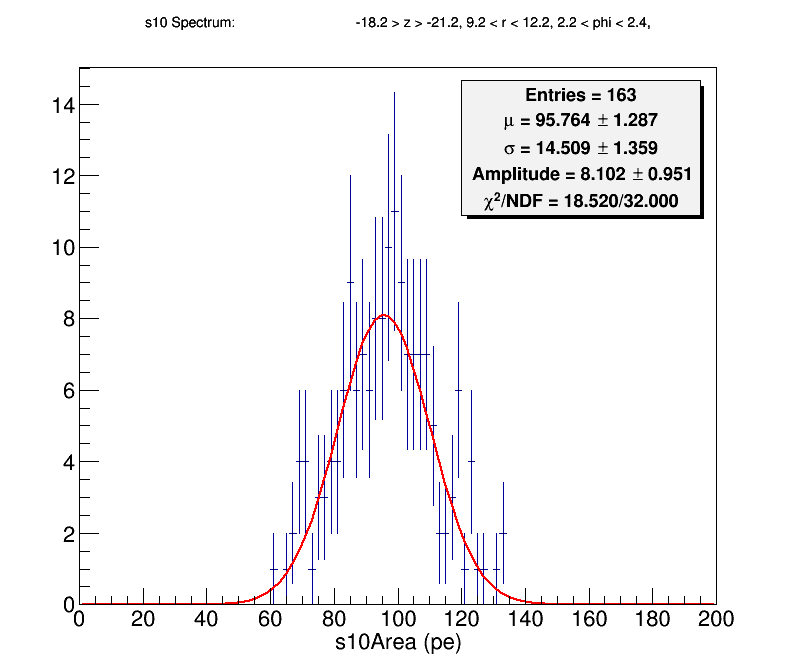 s10 Spectrum: -18.2 > z > -21.2, 9.2 < r < 12.2, 2.2 < phi < 2.4,
Entries = 163
μ = 95.764 ± 1.287
σ = 14.509 ± 1.359
Amplitude = 8.102 ± 0.951
χ²/NDF = 18.520/32.000
14
12
10
8
6
4
2
0
0 20 40 60 80 100 120 140 160 180 200
s10Area (pe)